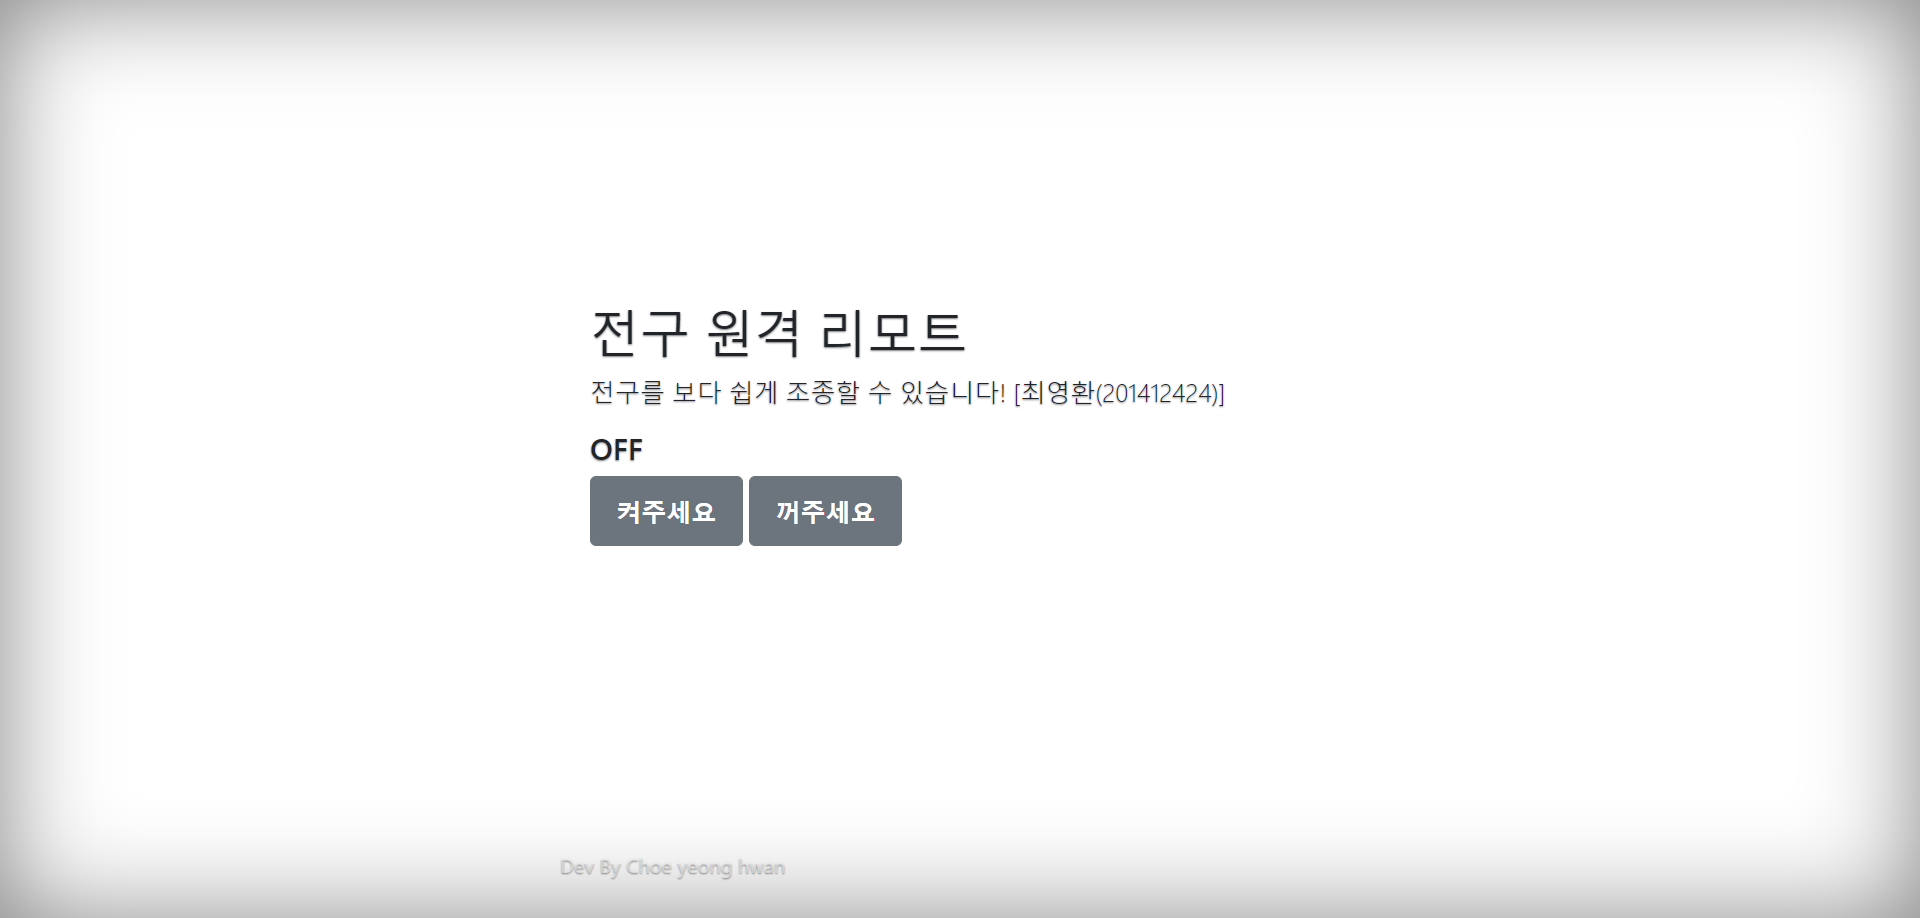 전구 원격 리모트
전구를 보다 쉽게 조종할 수 있습니다! [최영환(201412424)]
OFF
켜주세요 꺼주세요
Dev By Choe yeong hwan